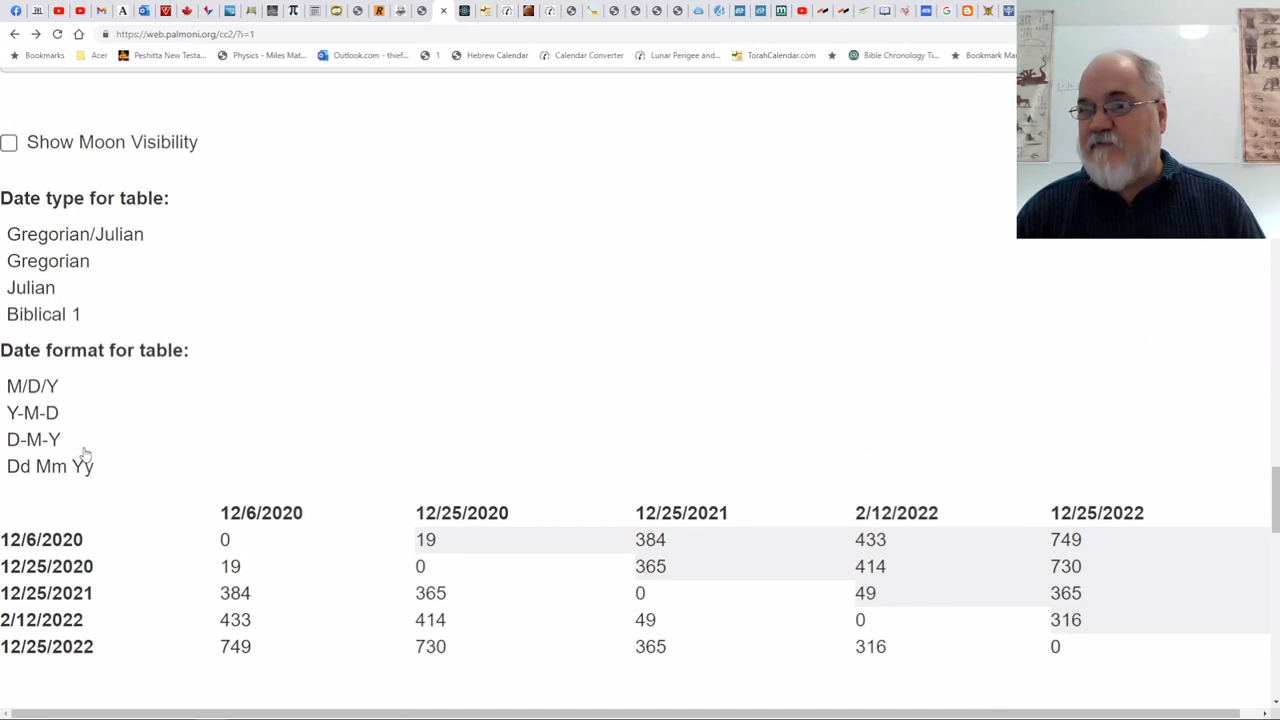 https://web.palmoni.org/cc2/?i=1
Bookmarks Acer Peshitta New Testa... Physics - Miles Mat... Outlook.com - thief... 1 Hebrew Calendar Calendar Converter Lunar Perigee and... TorahCalendar.com Bible Chronology Ti... Bookmark Ma
Show Moon Visibility
Date type for table:
Gregorian/Julian
Gregorian
Julian
Biblical 1
Date format for table:
M/D/Y
Y-M-D
D-M-Y
Dd Mm Yy
12/6/2020 12/25/2020 12/25/2021 2/12/2022 12/25/2022
12/6/2020 0 19 384 433 749
12/25/2020 19 0 365 414 730
12/25/2021 384 365 0 49 365
2/12/2022 433 414 49 0 316
12/25/2022 749 730 365 316 0